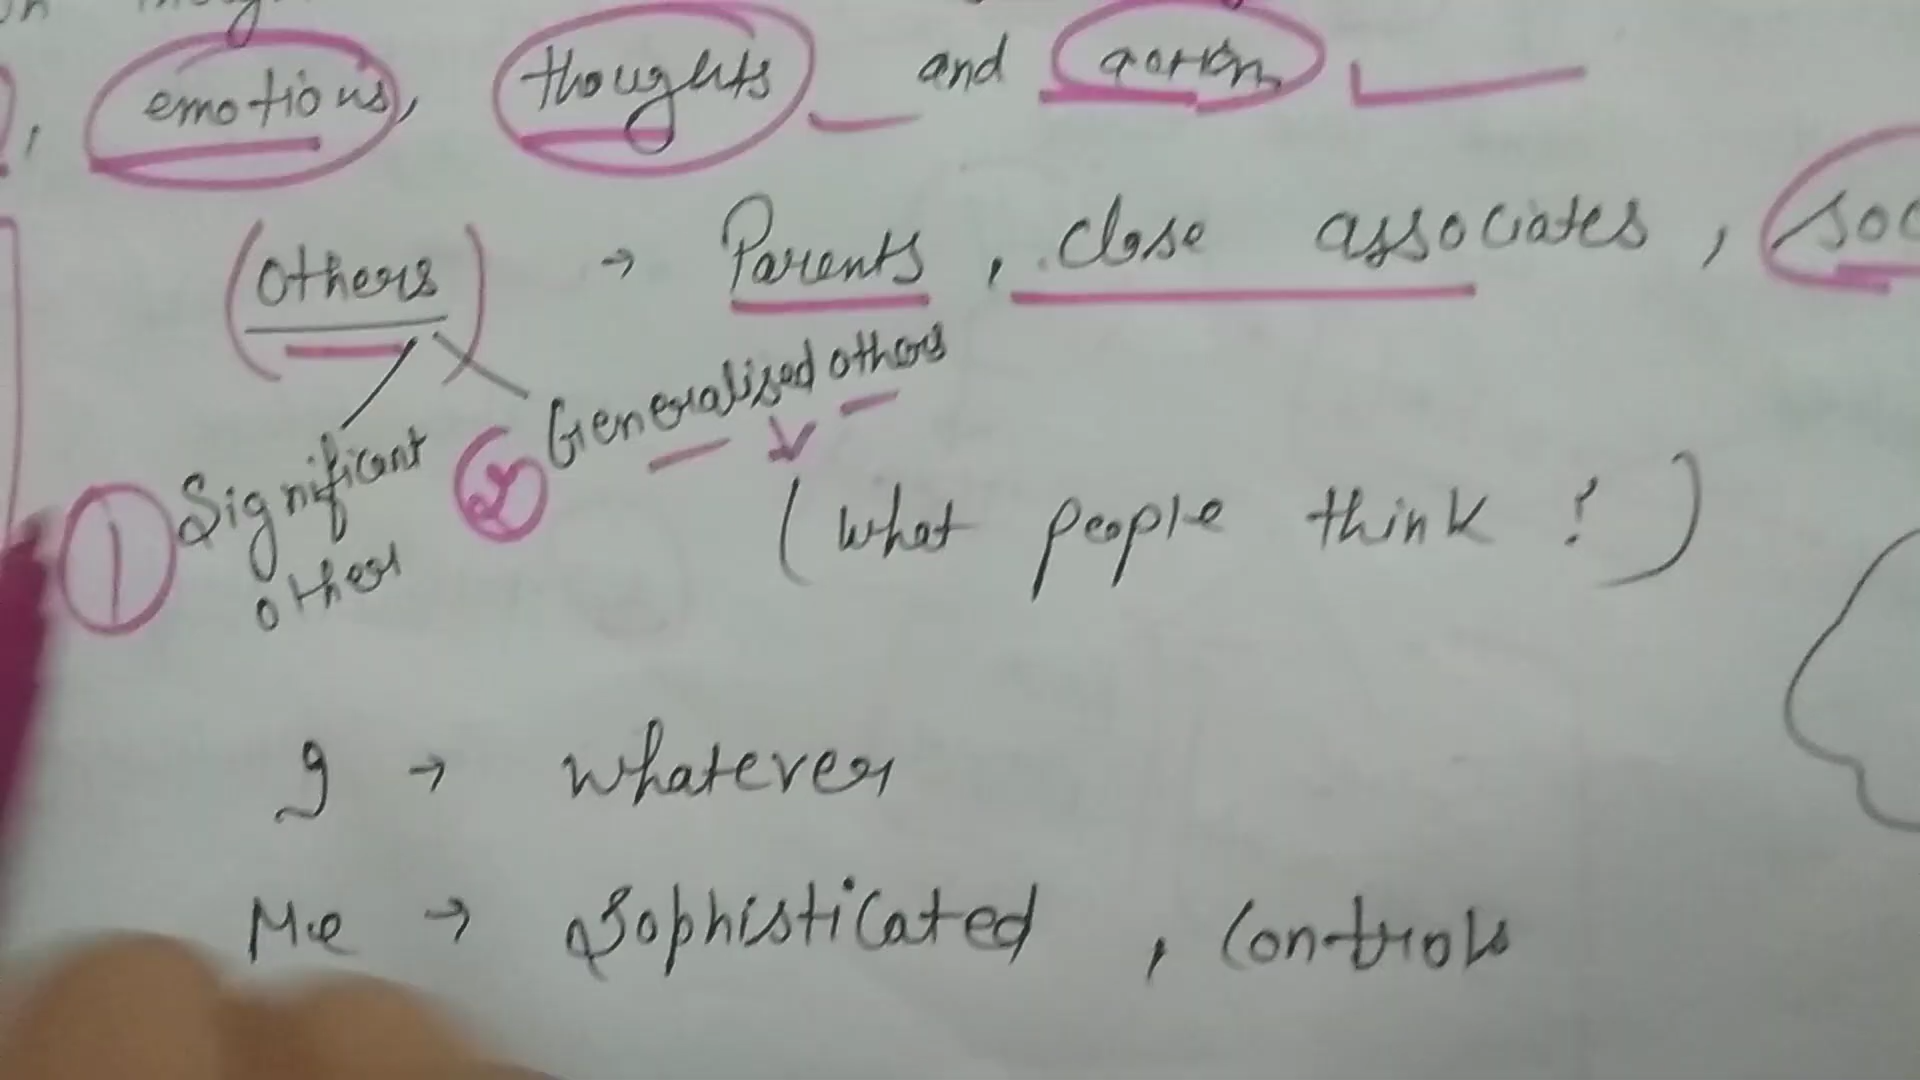 emotions, thoughts and action
(Others) → Parents, close associates, soc
② Generalised others
① Significant other
(what people think?)
I → whatever
Me → Sophisticated, controls